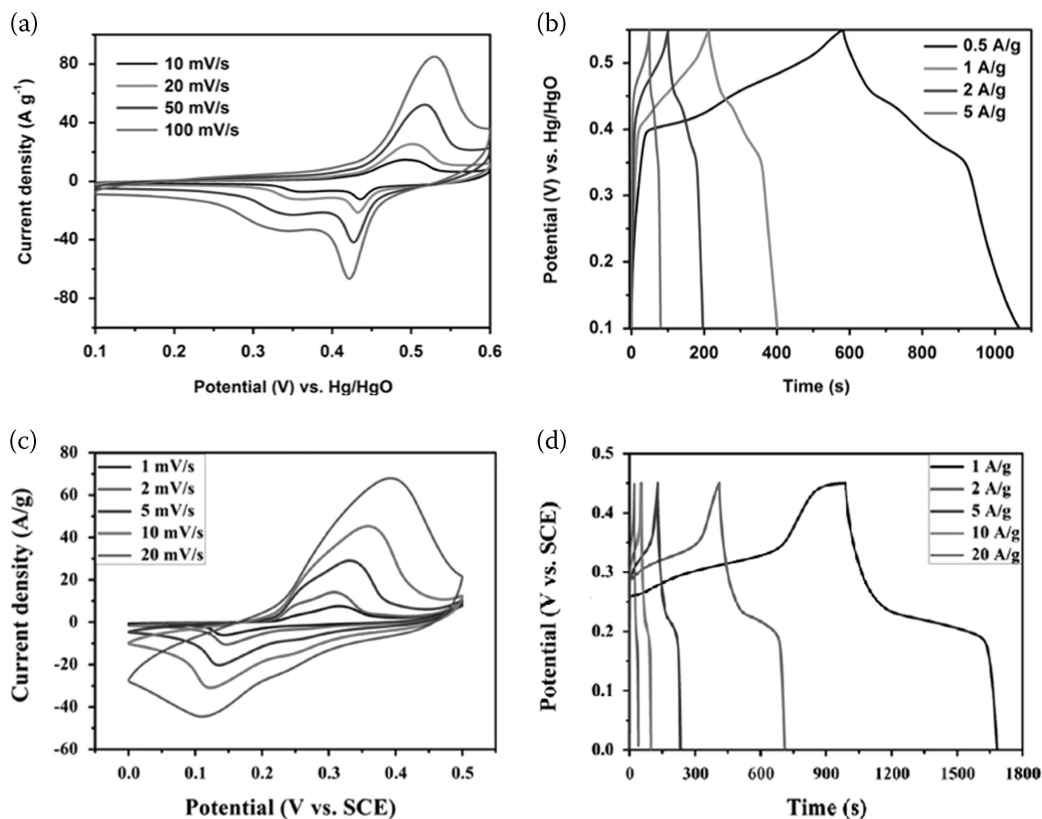 (a)
10 mV/s
20 mV/s
50 mV/s
100 mV/s
Current density (A g⁻¹)
80
40
0
-40
-80
0.1 0.2 0.3 0.4 0.5 0.6
Potential (V) vs. Hg/HgO
(b)
0.5 A/g
1 A/g
2 A/g
5 A/g
Potential (V) vs. Hg/HgO
0.5
0.4
0.3
0.2
0.1
0 200 400 600 800 1000
Time (s)
(c)
1 mV/s
2 mV/s
5 mV/s
10 mV/s
20 mV/s
Current density (A/g)
80
60
40
20
0
-20
-40
-60
0.0 0.1 0.2 0.3 0.4 0.5
Potential (V vs. SCE)
(d)
1 A/g
2 A/g
5 A/g
10 A/g
20 A/g
Potential (V vs. SCE)
0.5
0.4
0.3
0.2
0.1
0.0
0 300 600 900 1200 1500 1800
Time (s)